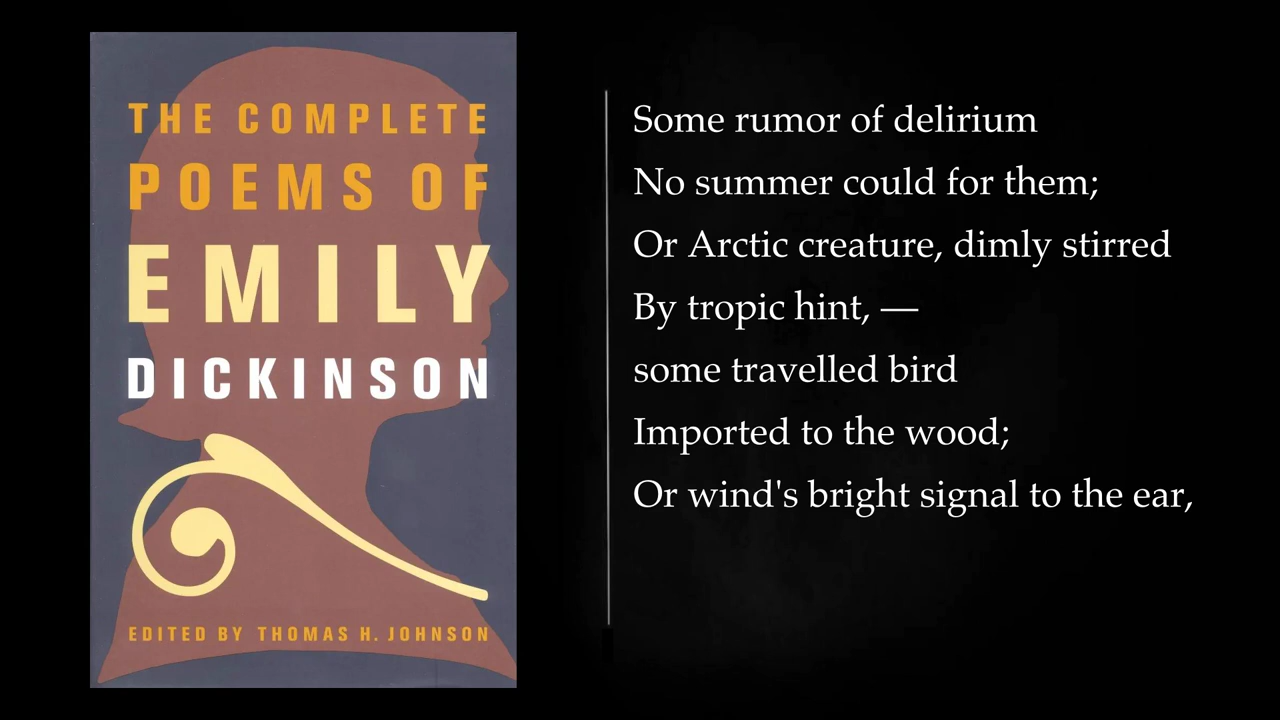 THE COMPLETE
POEMS OF
EMILY
DICKINSON
EDITED BY THOMAS H. JOHNSON
Some rumor of delirium
No summer could for them;
Or Arctic creature, dimly stirred
By tropic hint, —
some travelled bird
Imported to the wood;
Or wind's bright signal to the ear,